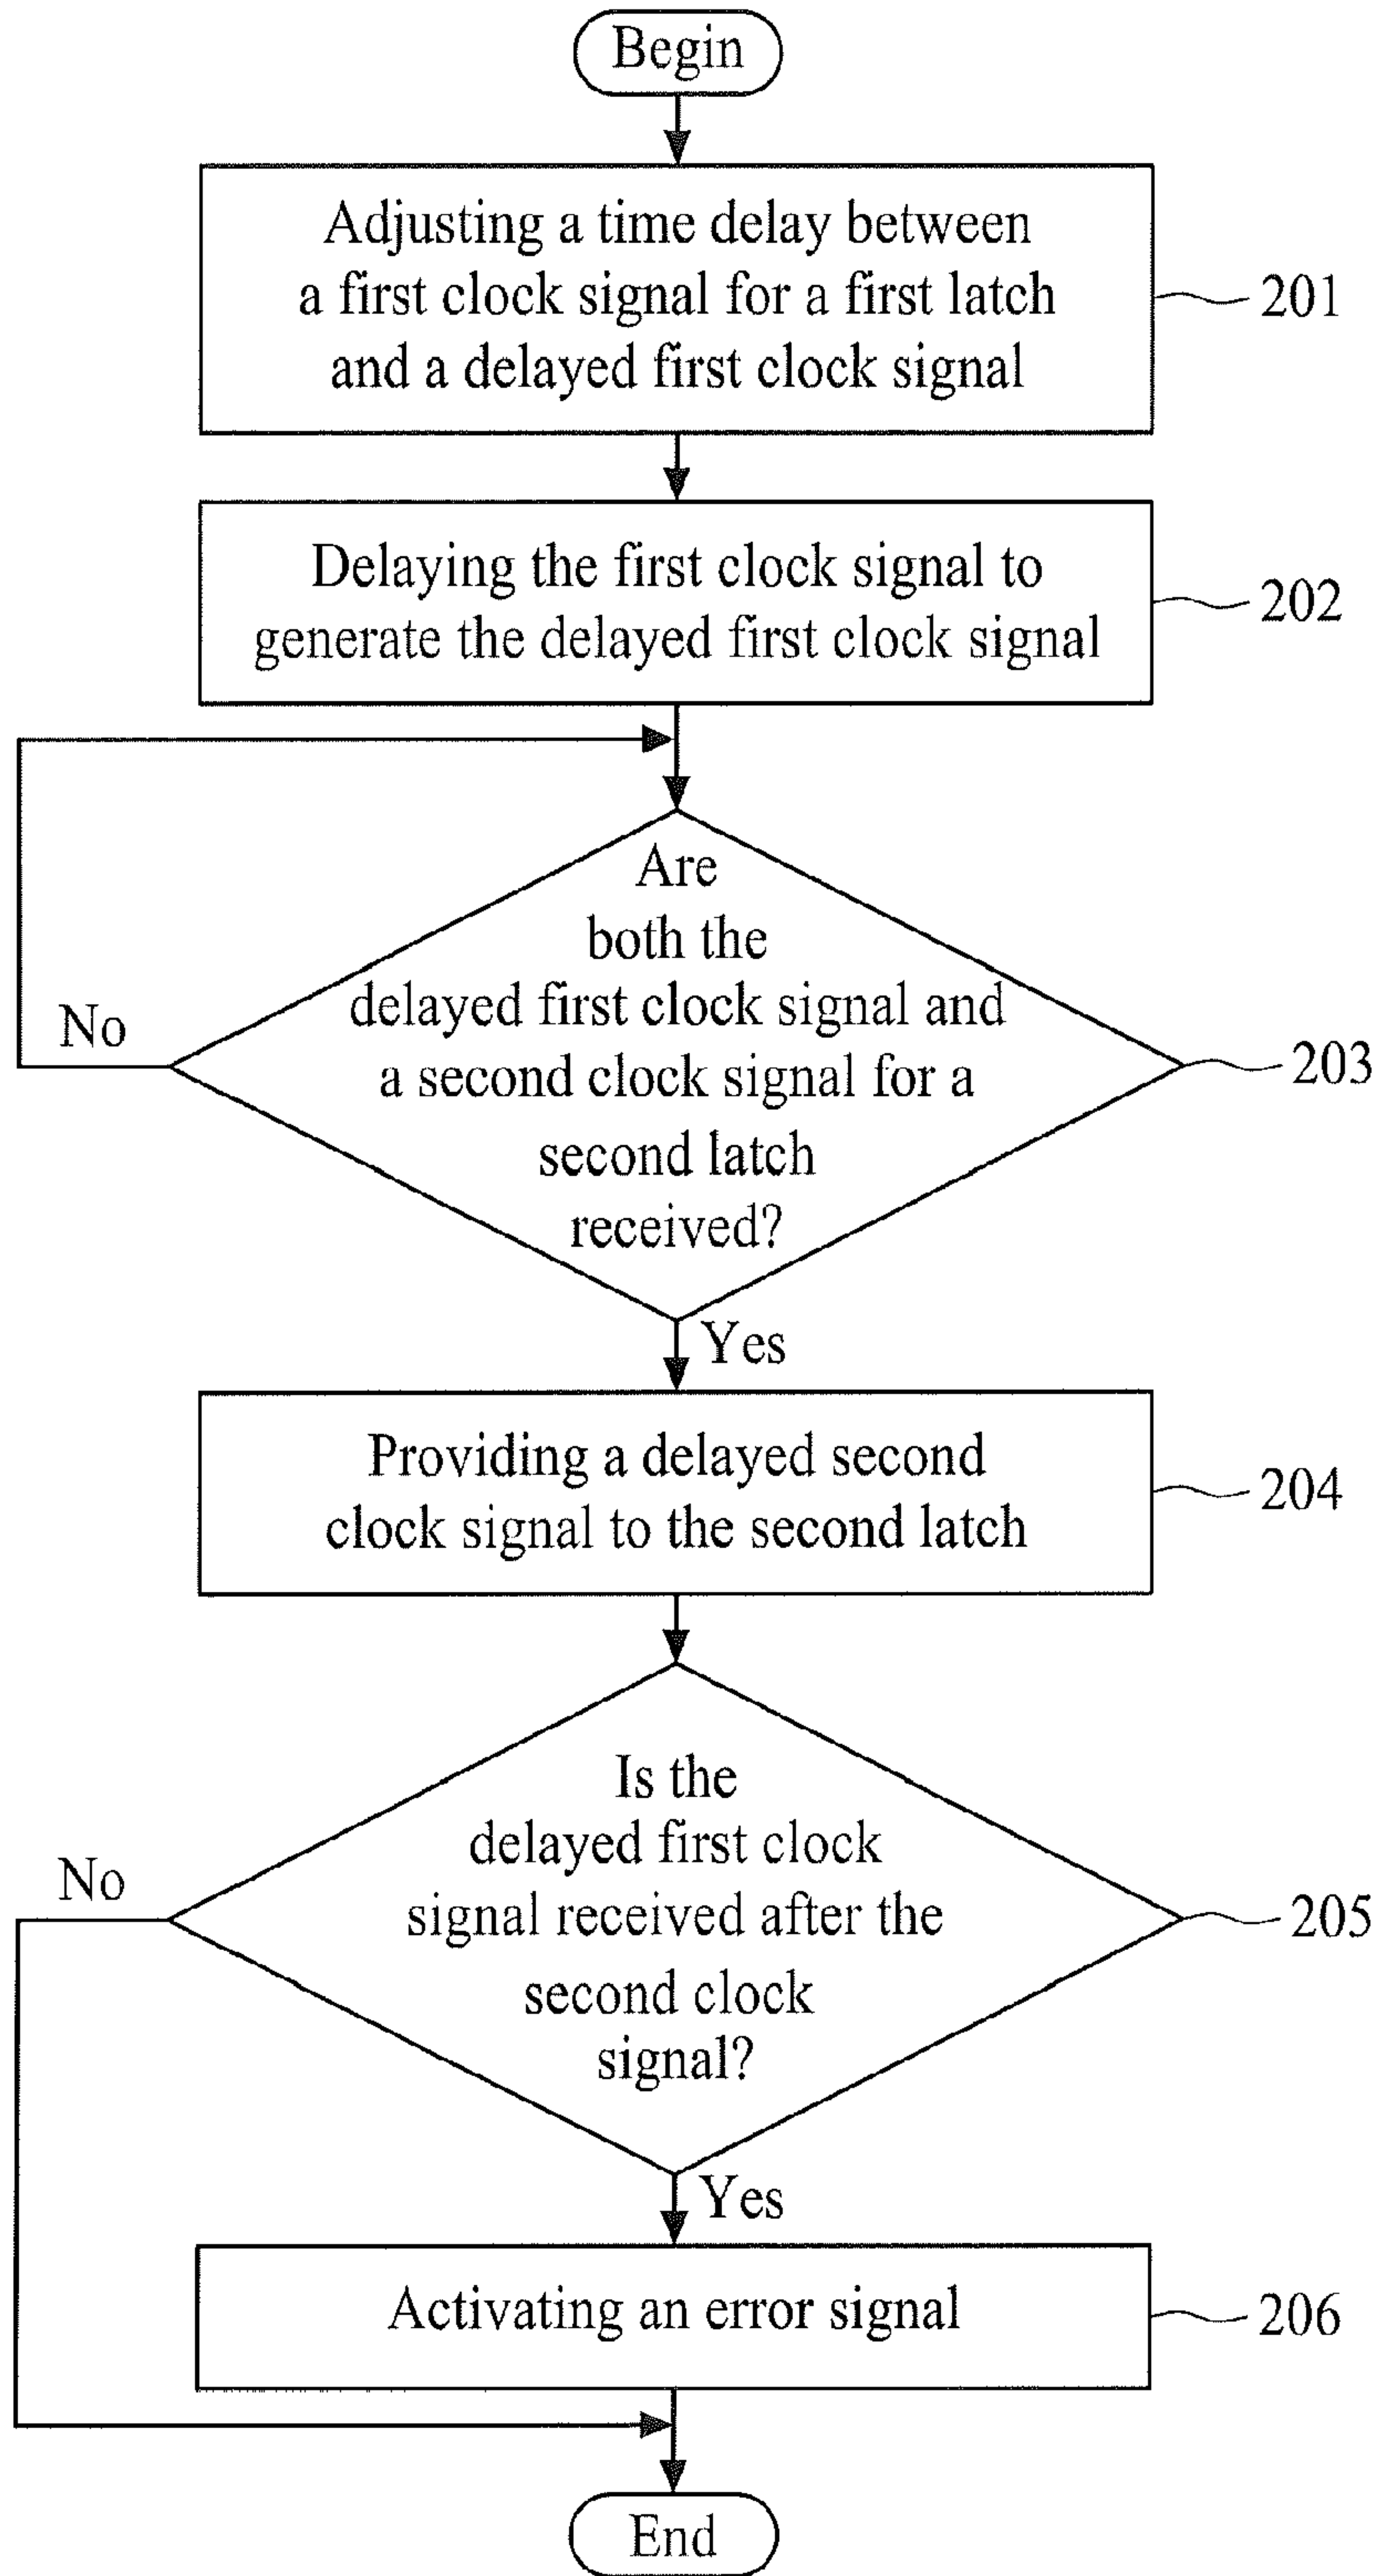 Begin
Adjusting a time delay between
a first clock signal for a first latch
and a delayed first clock signal
201
Delaying the first clock signal to
generate the delayed first clock signal
202
Are
both the
delayed first clock signal and
a second clock signal for a
second latch
received?
No
203
Yes
Providing a delayed second
clock signal to the second latch
204
Is the
delayed first clock
signal received after the
second clock
signal?
No
205
Yes
Activating an error signal
206
End